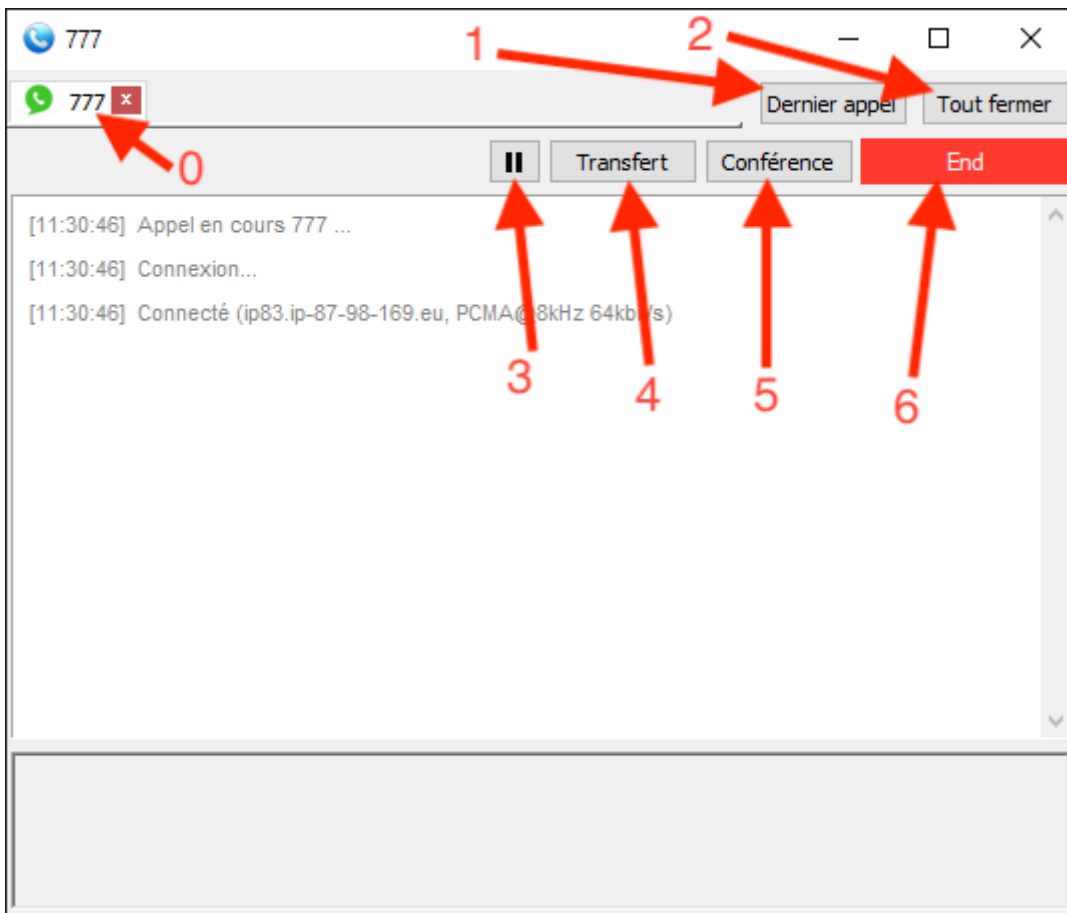 777
1
2
777 x
Dernier appel
Tout fermer
0
Transfert
Conférence
End
[11:30:46] Appel en cours 777 ...
[11:30:46] Connexion...
[11:30:46] Connecté (ip83.ip-87-98-169.eu, PCMA@8kHz 64kbit/s)
3
4
5
6